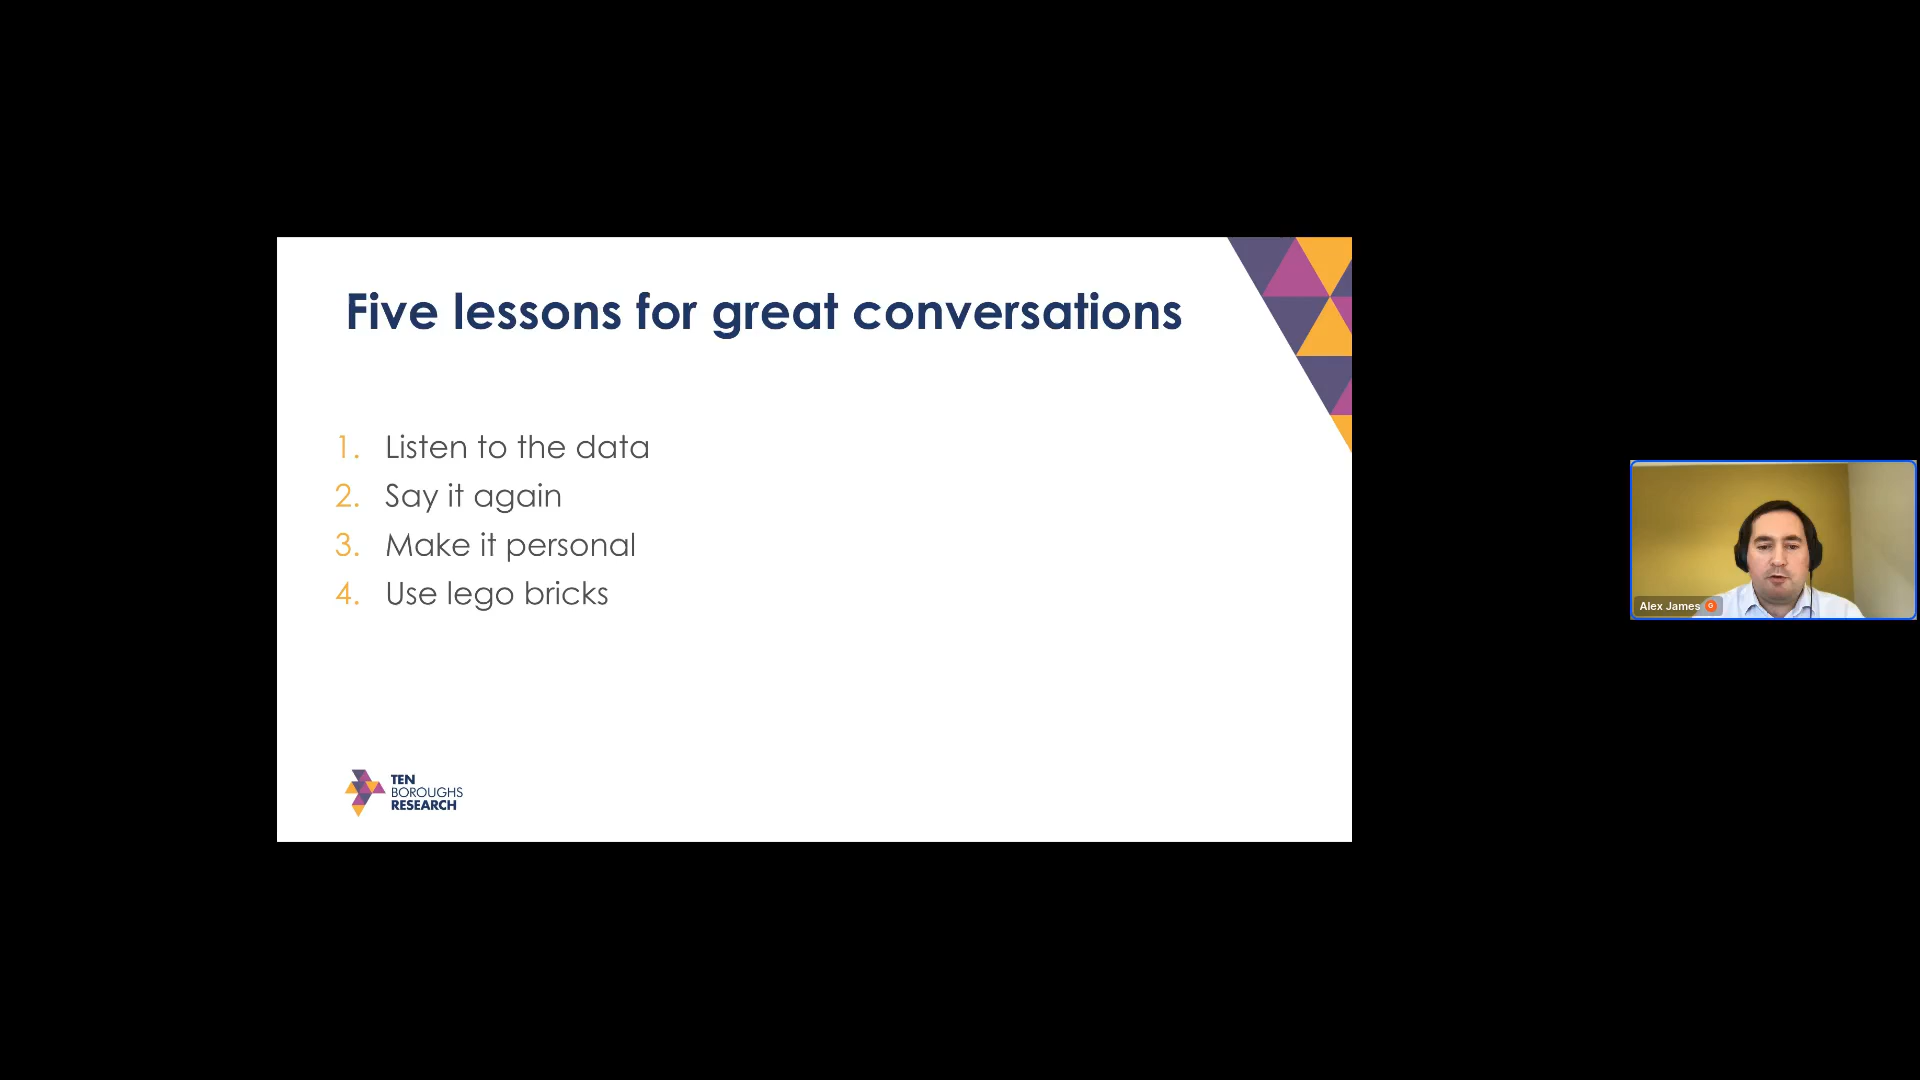 Five lessons for great conversations
1. Listen to the data
2. Say it again
3. Make it personal
4. Use lego bricks
TEN
BOROUGHS
RESEARCH
Alex James